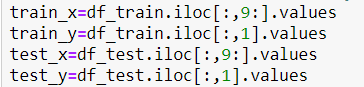 train_x=df_train.iloc[:,9:].values
train_y=df_train.iloc[:,1].values
test_x=df_test.iloc[:,9:].values
test_y=df_test.iloc[:,1].values